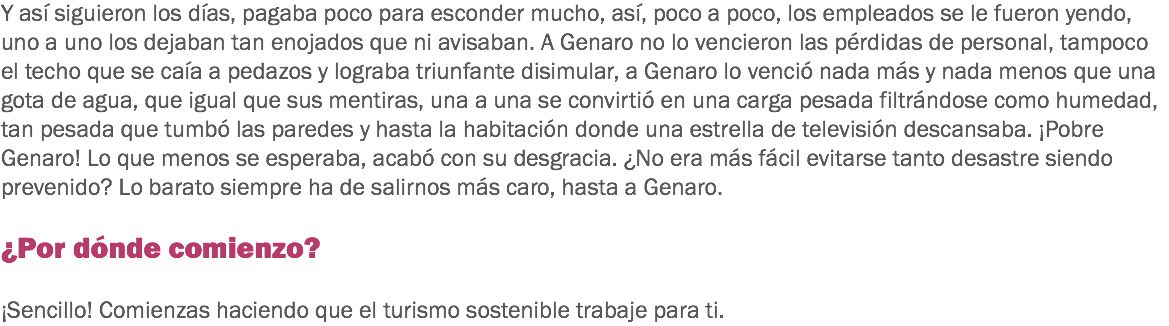 Y así siguieron los días, pagaba poco para esconder mucho, así, poco a poco, los empleados se le fueron yendo,
uno a uno los dejaban tan enojados que ni avisaban. A Genaro no lo vencieron las pérdidas de personal, tampoco
el techo que se caía a pedazos y lograba triunfante disimular, a Genaro lo venció nada más y nada menos que una
gota de agua, que igual que sus mentiras, una a una se convirtió en una carga pesada filtrándose como humedad,
tan pesada que tumbó las paredes y hasta la habitación donde una estrella de televisión descansaba. ¡Pobre
Genaro! Lo que menos se esperaba, acabó con su desgracia. ¿No era más fácil evitarse tanto desastre siendo
prevenido? Lo barato siempre ha de salirnos más caro, hasta a Genaro.
¿Por dónde comienzo?
¡Sencillo! Comienzas haciendo que el turismo sostenible trabaje para ti.